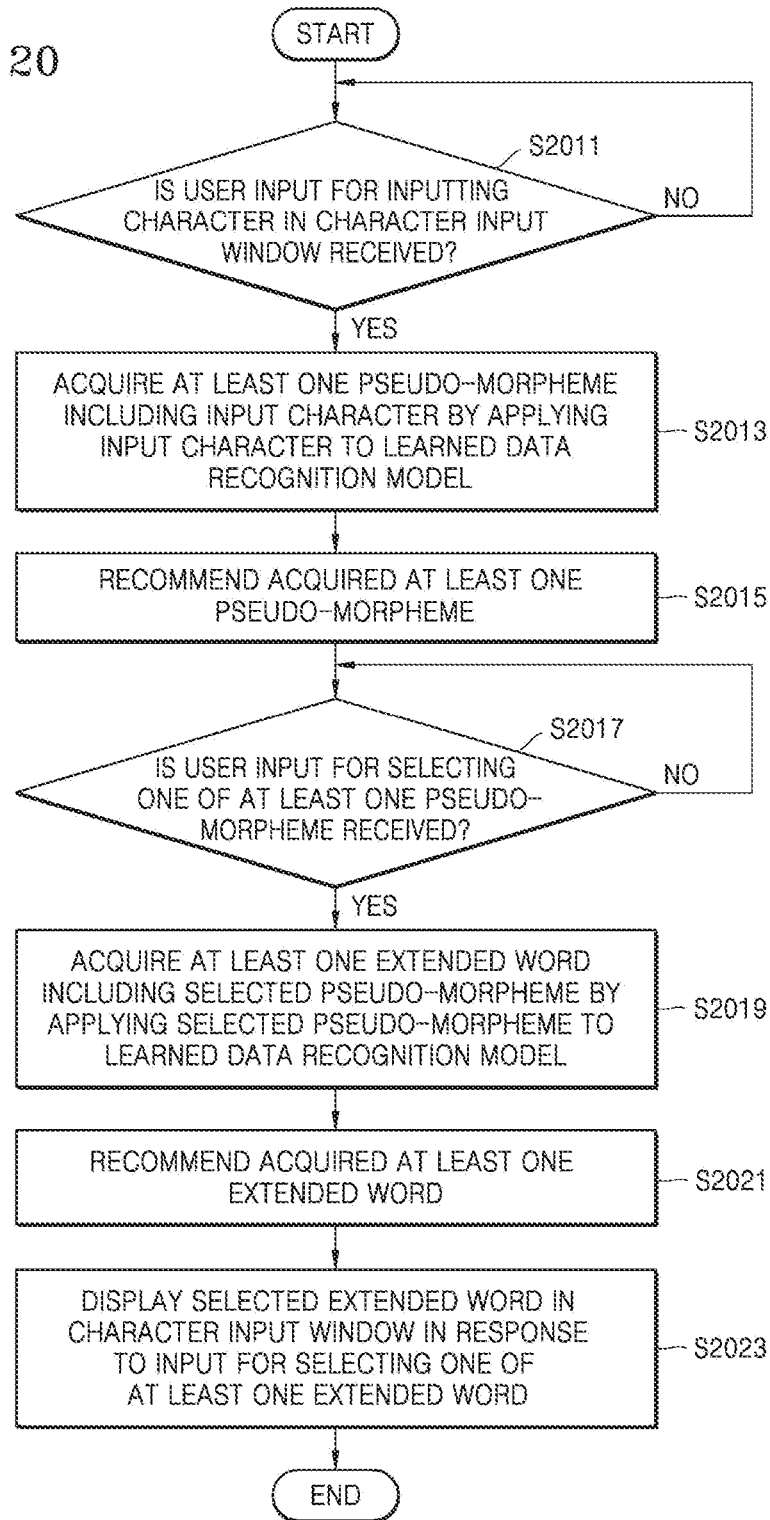 START
20
S2011
IS USER INPUT FOR INPUTTING
CHARACTER IN CHARACTER INPUT
WINDOW RECEIVED?
NO
YES
ACQUIRE AT LEAST ONE PSEUDO-MORPHEME
INCLUDING INPUT CHARACTER BY APPLYING
INPUT CHARACTER TO LEARNED DATA
RECOGNITION MODEL
S2013
RECOMMEND ACQUIRED AT LEAST ONE
PSEUDO-MORPHEME
S2015
S2017
IS USER INPUT FOR SELECTING
ONE OF AT LEAST ONE PSEUDO-
MORPHEME RECEIVED?
NO
YES
ACQUIRE AT LEAST ONE EXTENDED WORD
INCLUDING SELECTED PSEUDO-MORPHEME BY
APPLYING SELECTED PSEUDO-MORPHEME TO
LEARNED DATA RECOGNITION MODEL
S2019
RECOMMEND ACQUIRED AT LEAST ONE
EXTENDED WORD
S2021
DISPLAY SELECTED EXTENDED WORD IN
CHARACTER INPUT WINDOW IN RESPONSE
TO INPUT FOR SELECTING ONE OF
AT LEAST ONE EXTENDED WORD
S2023
END